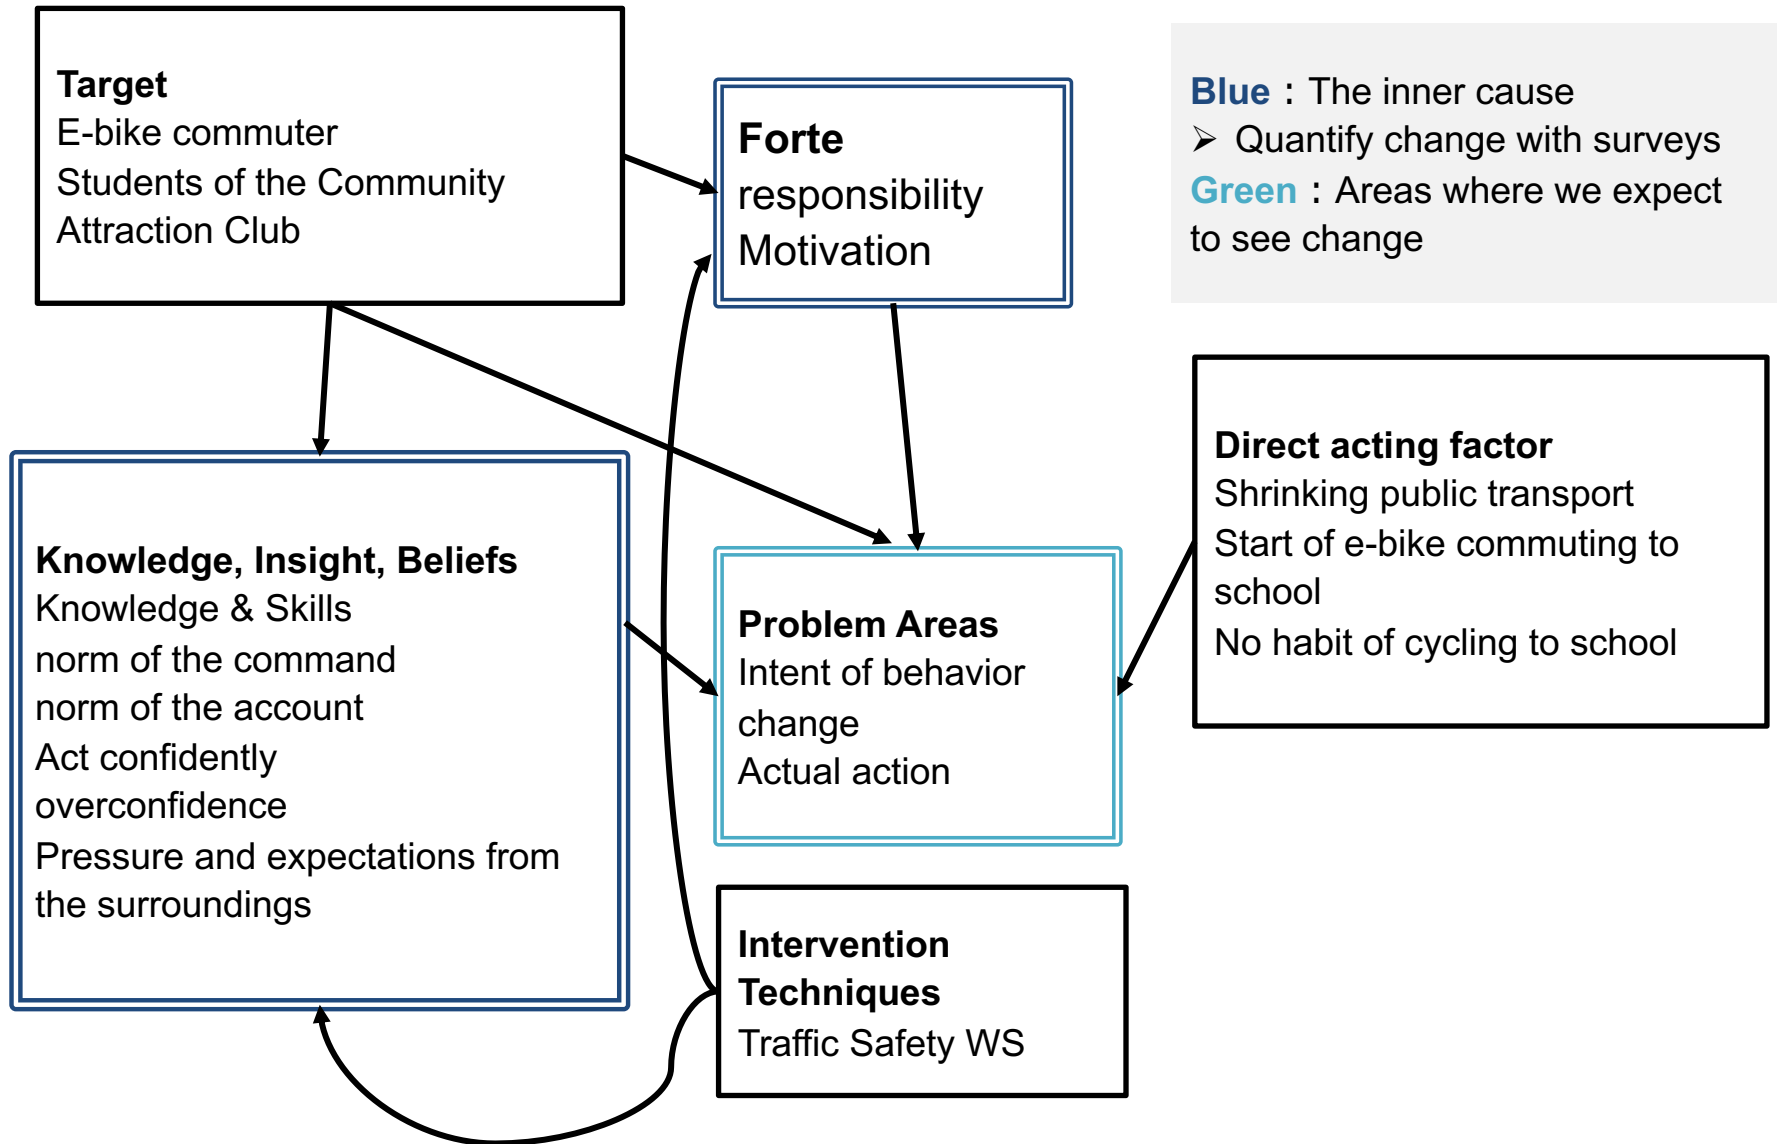 Target
E-bike commuter
Students of the Community
Attraction Club
Forte
responsibility
Motivation
Blue : The inner cause
➢ Quantify change with surveys
Green : Areas where we expect
to see change
Direct acting factor
Shrinking public transport
Start of e-bike commuting to
school
No habit of cycling to school
Knowledge, Insight, Beliefs
Knowledge & Skills
norm of the command
norm of the account
Act confidently
overconfidence
Pressure and expectations from
the surroundings
Problem Areas
Intent of behavior
change
Actual action
Intervention
Techniques
Traffic Safety WS